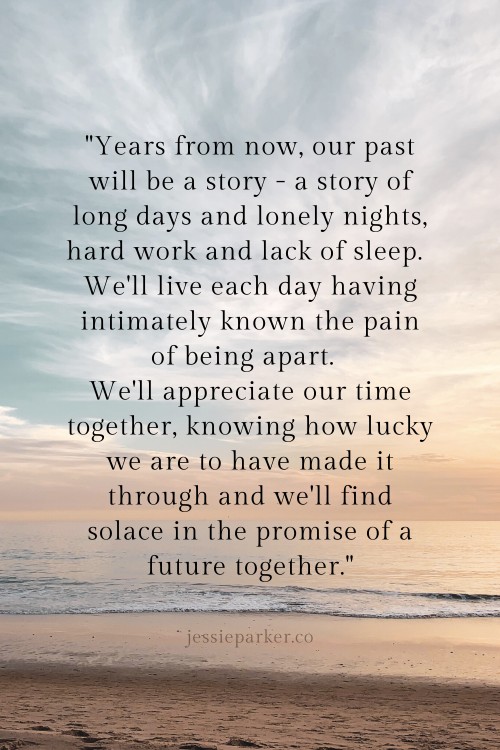 "Years from now, our past
will be a story - a story of
long days and lonely nights,
hard work and lack of sleep.
We'll live each day having
intimately known the pain
of being apart.
We'll appreciate our time
together, knowing how lucky
we are to have made it
through and we'll find
solace in the promise of a
future together."
jessieparker.co